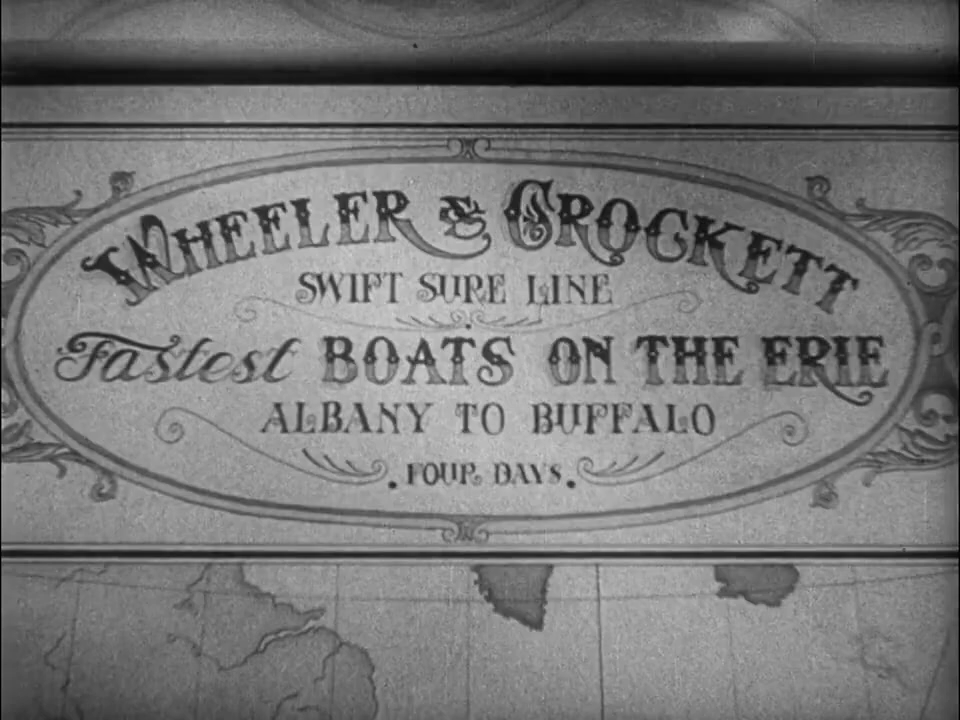 WHEELER & CROCKETT
SWIFT SURE LINE
Fastest BOATS ON THE ERIE
ALBANY TO BUFFALO
. FOUR DAYS .